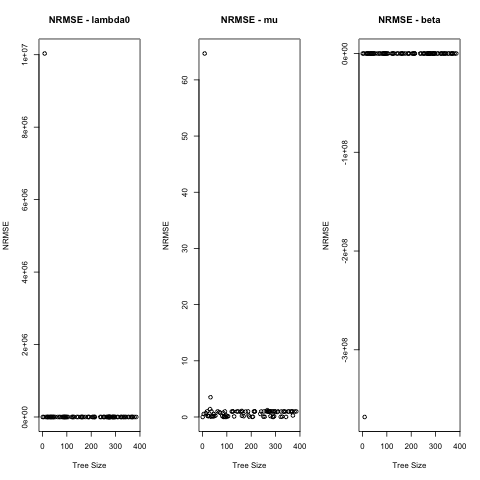 NRMSE - lambda0
NRMSE
1e+07
8e+06
6e+06
4e+06
2e+06
0e+00
0 100 200 300 400
Tree Size
NRMSE - mu
NRMSE
60
50
40
30
20
10
0
0 100 200 300 400
Tree Size
NRMSE - beta
NRMSE
0e+00
-1e+08
-2e+08
-3e+08
0 100 200 300 400
Tree Size